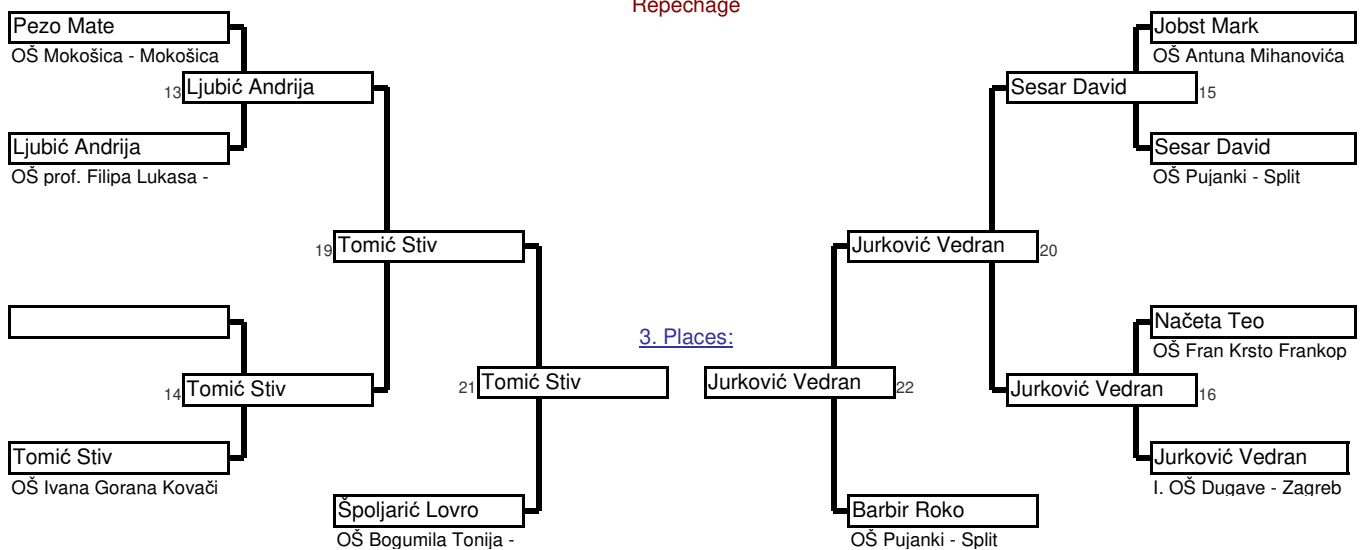 Repechage
Pezo Mate
OŠ Mokošica - Mokošica
13 Ljubić Andrija
Ljubić Andrija
OŠ prof. Filipa Lukasa -
19 Tomić Stiv
14 Tomić Stiv
Tomić Stiv
OŠ Ivana Gorana Kovači
21 Tomić Stiv
Špoljarić Lovro
OŠ Bogumila Tonija -
3. Places:
Jobst Mark
OŠ Antuna Mihanovića
Sesar David 15
Sesar David
OŠ Pujanki - Split
Jurković Vedran 20
Načeta Teo
OŠ Fran Krsto Frankop
Jurković Vedran 22
Jurković Vedran 16
Jurković Vedran
I. OŠ Dugave - Zagreb
Barbir Roko
OŠ Pujanki - Split